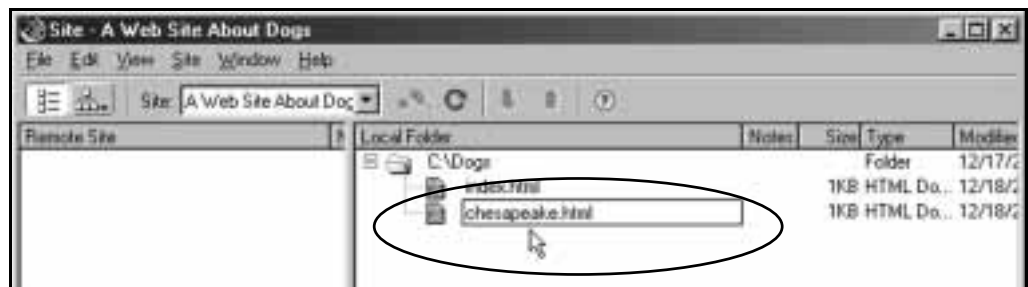 Site - A Web Site About Dogs
File Edit View Site Window Help
Site: A Web Site About Dog
Remote Site N Local Folder Notes Size Type Modified
C:\Dogs Folder 12/17/2
index.html 1KB HTML Do... 12/18/2
chesapeake.html 1KB HTML Do... 12/18/2